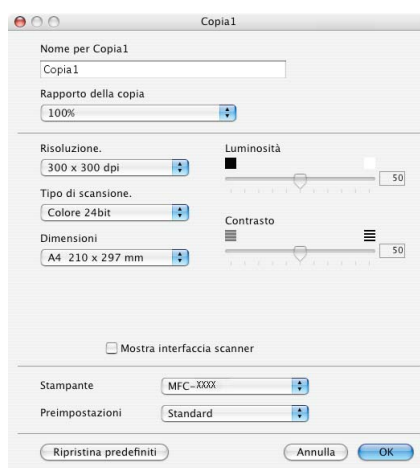 Copia1
Nome per Copia1
Copia1
Rapporto della copia
100%
Risoluzione.
300 x 300 dpi
Tipo di scansione.
Colore 24bit
Dimensioni
A4 210 x 297 mm
Luminosità
50
Contrasto
50
Mostra interfaccia scanner
Stampante
MFC-XXXX
Preimpostazioni
Standard
Ripristina predefiniti
Annulla
OK